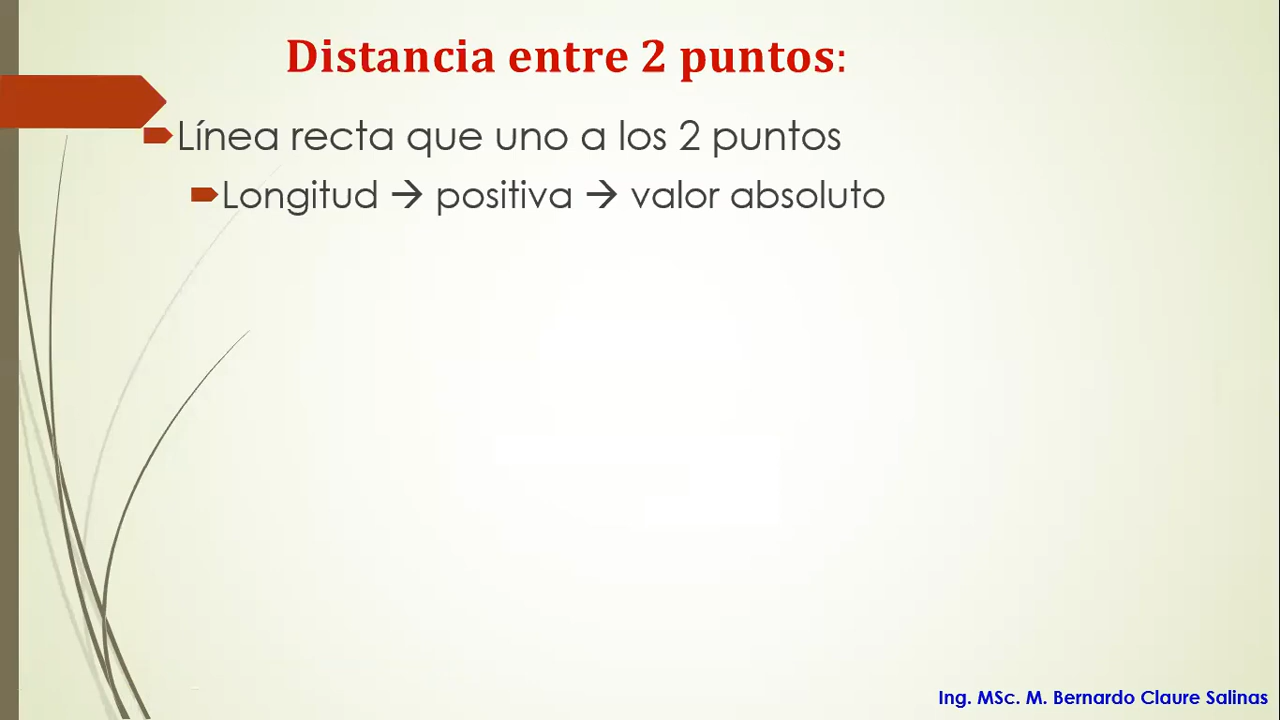 Distancia entre 2 puntos:
Línea recta que uno a los 2 puntos
Longitud → positiva → valor absoluto
Ing. MSc. M. Bernardo Claure Salinas